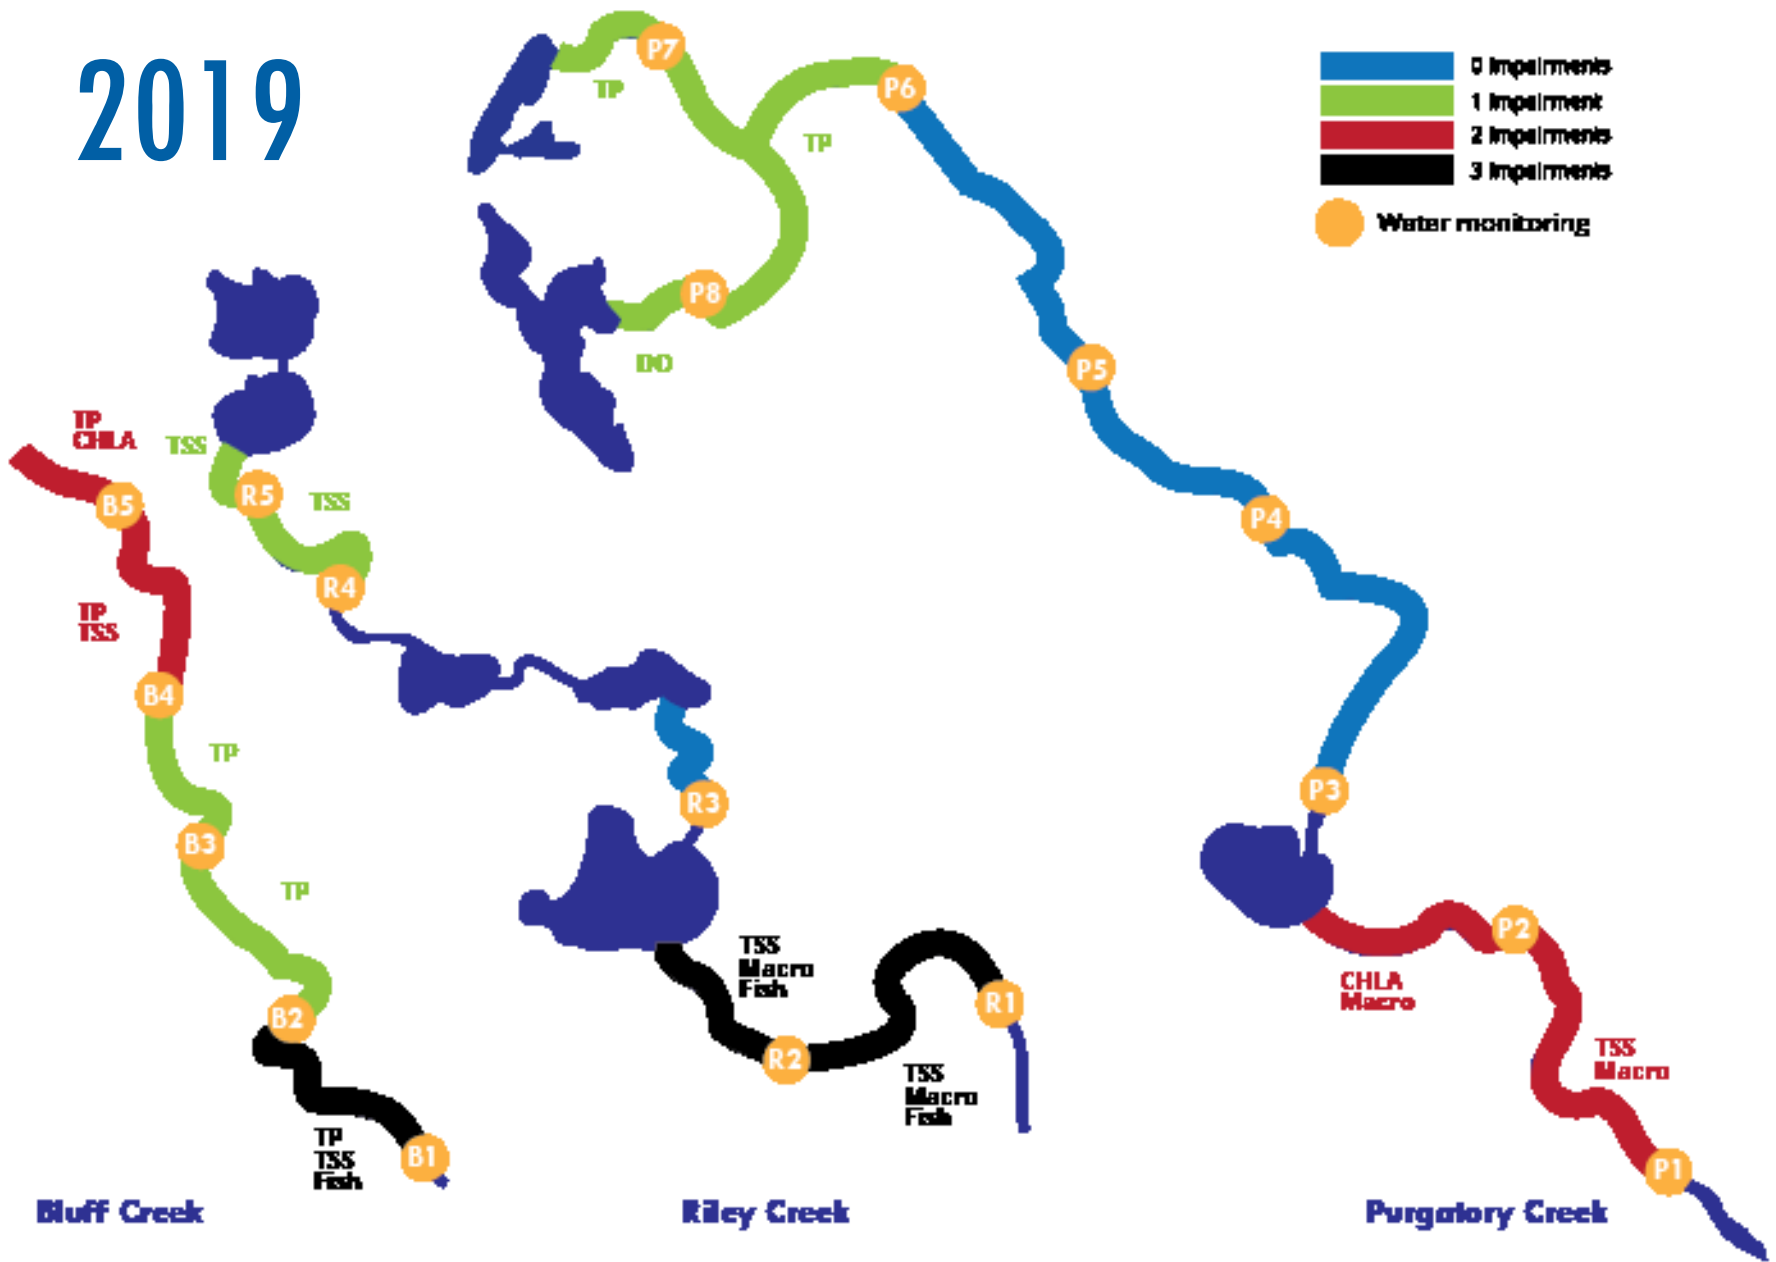 2019
0 Impairments
1 Impairment
2 Impairments
3 Impairments
Water monitoring
P7
TP
P6
TP
P8
DO
P5
P4
P3
P2
CHLA
Macro
TSS
Macro
P1
Purgatory Creek
TSS
R5
TSS
R4
R3
TSS
Macro
Fish
R2
R1
TSS
Macro
Fish
Riley Creek
TP
CHLA
B5
TP
TSS
B4
TP
B3
TP
B2
TP
TSS
Fish
B1
Bluff Creek